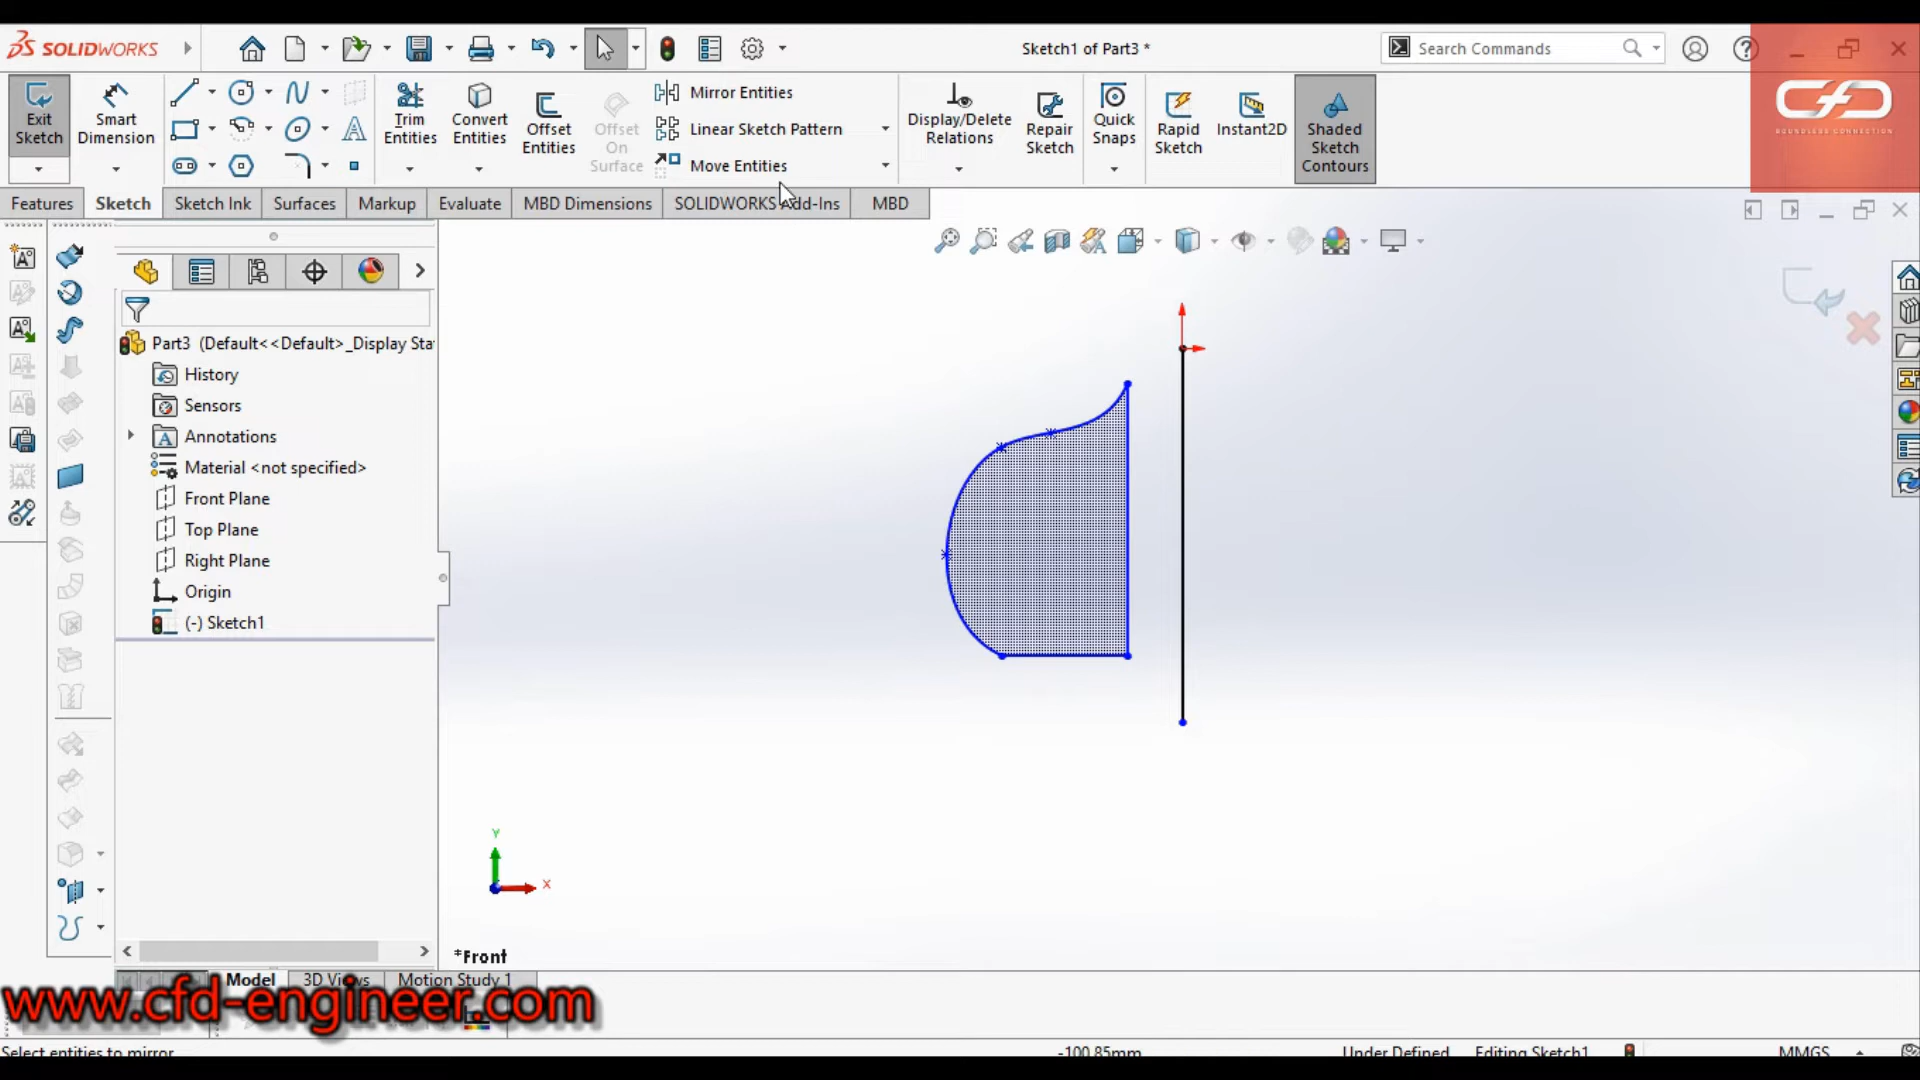 SOLIDWORKS
Sketch1 of Part3 *
Search Commands
Exit Sketch
Smart Dimension
Trim Entities
Convert Entities
Offset Entities
Offset On Surface
Mirror Entities
Linear Sketch Pattern
Move Entities
Display/Delete Relations
Repair Sketch
Quick Snaps
Rapid Sketch
Instant2D
Shaded Sketch Contours
CFD
BOUNDLESS CONNECTION
Features
Sketch
Sketch Ink
Surfaces
Markup
Evaluate
MBD Dimensions
SOLIDWORKS Add-Ins
MBD
Part3 (Default<<Default>_Display Sta
History
Sensors
Annotations
Material <not specified>
Front Plane
Top Plane
Right Plane
Origin
(-) Sketch1
Y
X
*Front
Model
3D Views
Motion Study 1
www.cfd-engineer.com
Select entities to mirror
-100.85mm
Under Defined
Editing Sketch1
MMGS